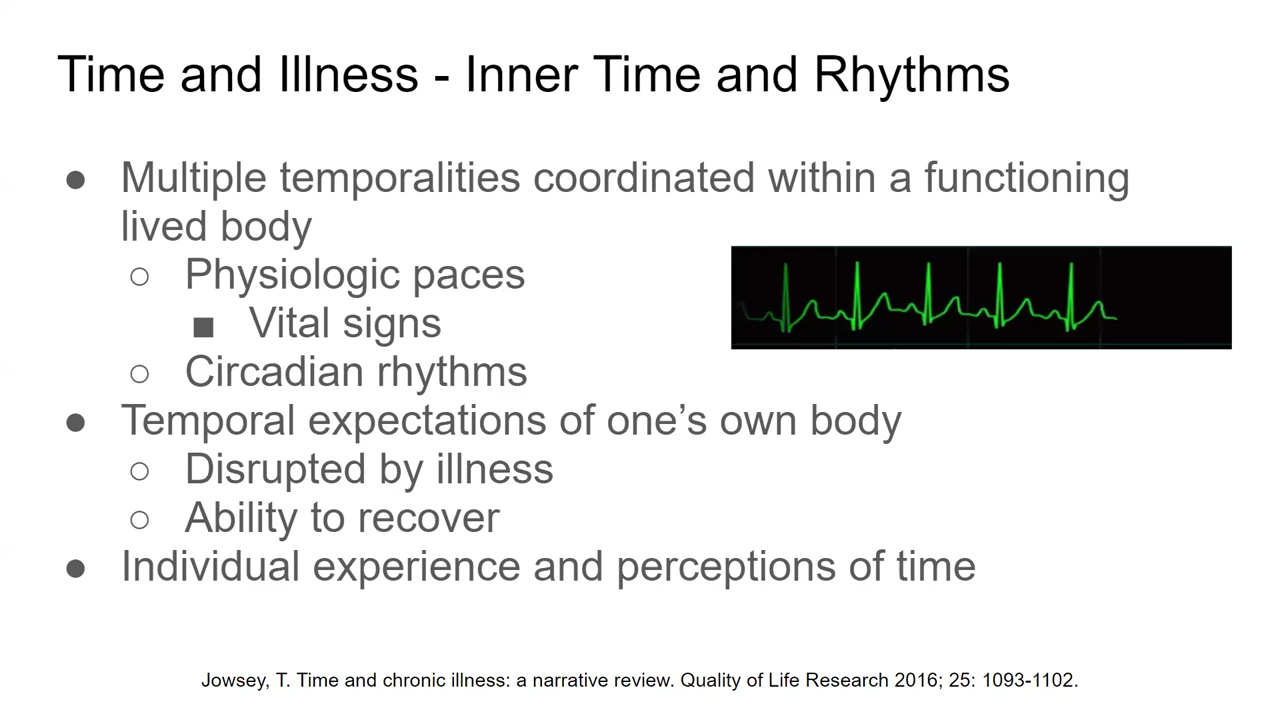 Time and Illness - Inner Time and Rhythms
● Multiple temporalities coordinated within a functioning
lived body
○ Physiologic paces
■ Vital signs
○ Circadian rhythms
● Temporal expectations of one’s own body
○ Disrupted by illness
○ Ability to recover
● Individual experience and perceptions of time
Jowsey, T. Time and chronic illness: a narrative review. Quality of Life Research 2016; 25: 1093-1102.